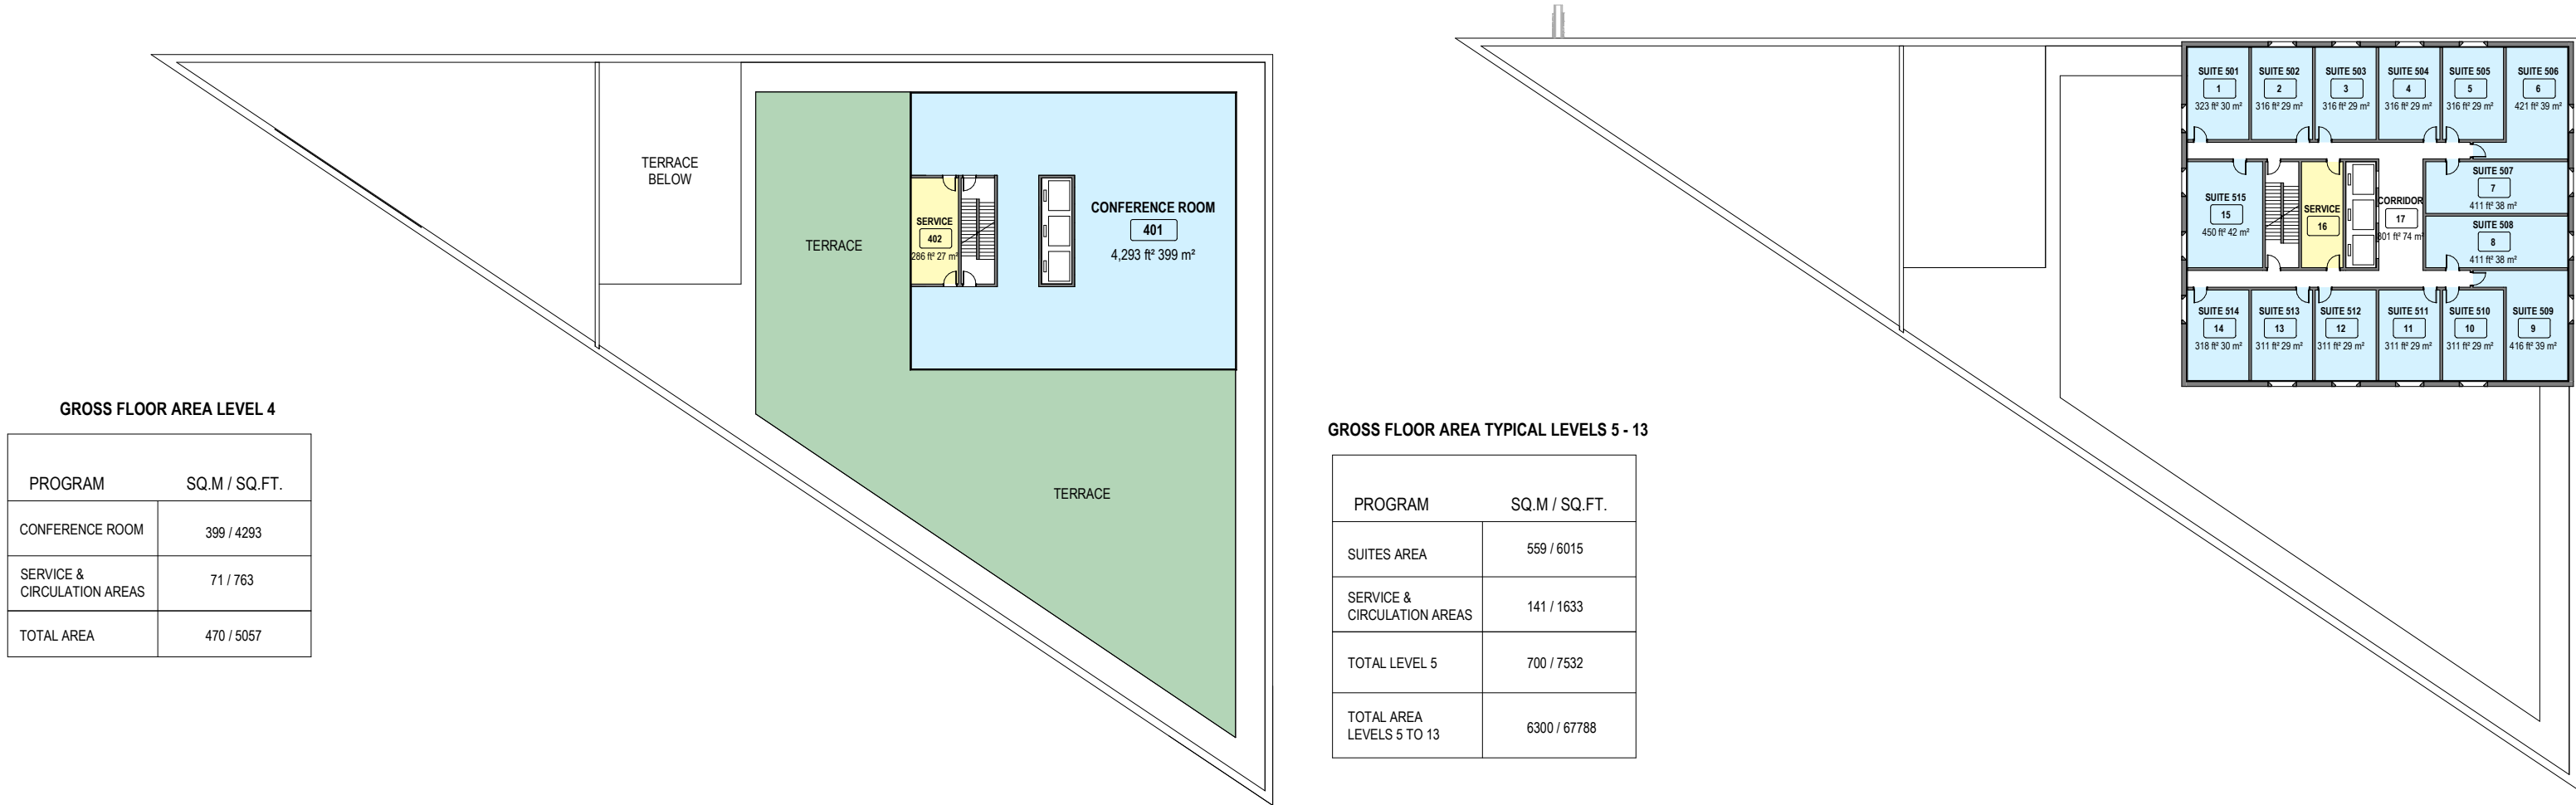 TERRACE
BELOW
TERRACE
SERVICE
402
286 ft² 27 m²
CONFERENCE ROOM
401
4,293 ft² 399 m²
TERRACE
GROSS FLOOR AREA LEVEL 4
PROGRAM SQ.M / SQ.FT.
CONFERENCE ROOM 399 / 4293
SERVICE &
CIRCULATION AREAS 71 / 763
TOTAL AREA 470 / 5057
SUITE 501
1
323 ft² 30 m²
SUITE 502
2
316 ft² 29 m²
SUITE 503
3
316 ft² 29 m²
SUITE 504
4
316 ft² 29 m²
SUITE 505
5
316 ft² 29 m²
SUITE 506
6
421 ft² 39 m²
SUITE 507
7
411 ft² 38 m²
SUITE 515
15
450 ft² 42 m²
SERVICE
16
CORRIDOR
17
801 ft² 74 m²
SUITE 508
8
411 ft² 38 m²
SUITE 514
14
318 ft² 30 m²
SUITE 513
13
311 ft² 29 m²
SUITE 512
12
311 ft² 29 m²
SUITE 511
11
311 ft² 29 m²
SUITE 510
10
311 ft² 29 m²
SUITE 509
9
416 ft² 39 m²
GROSS FLOOR AREA TYPICAL LEVELS 5 - 13
PROGRAM SQ.M / SQ.FT.
SUITES AREA 559 / 6015
SERVICE &
CIRCULATION AREAS 141 / 1633
TOTAL LEVEL 5 700 / 7532
TOTAL AREA
LEVELS 5 TO 13 6300 / 67788